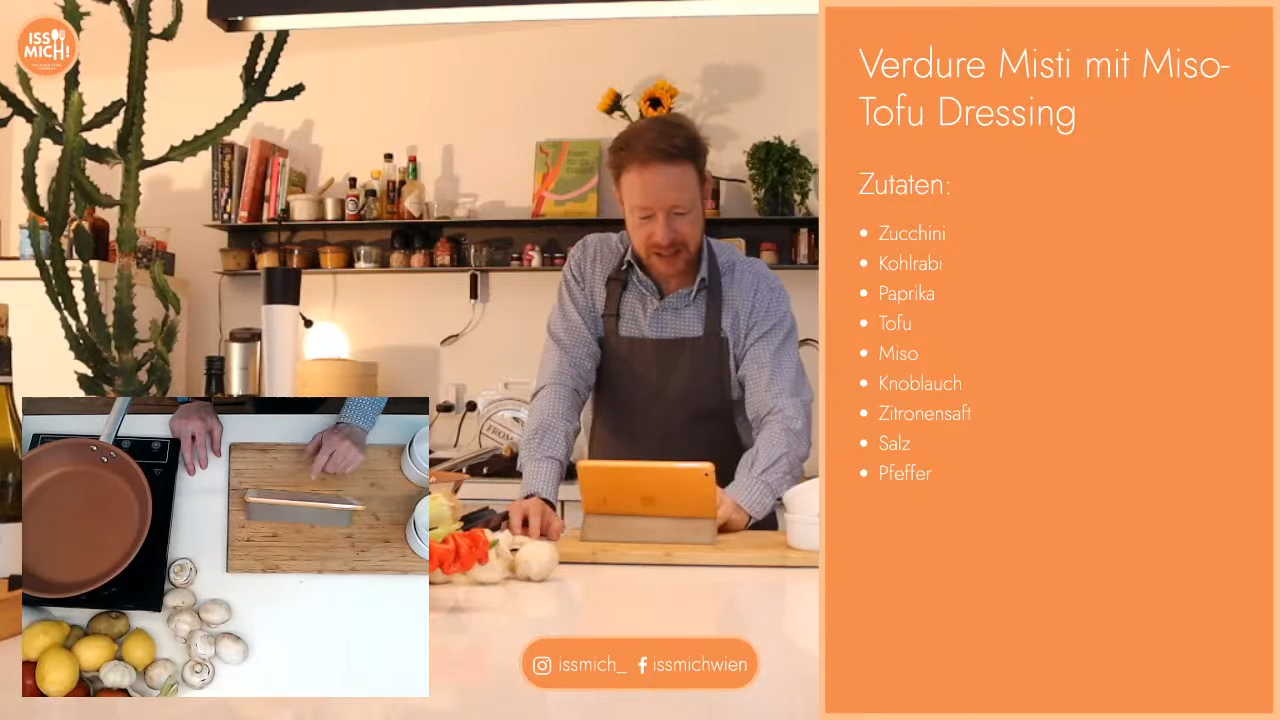 ISS
MICH!
Verdure Misti mit Miso-
Tofu Dressing
Zutaten:
• Zucchini
• Kohlrabi
• Paprika
• Tofu
• Miso
• Knoblauch
• Zitronensaft
• Salz
• Pfeffer
issmich_ issmichwien